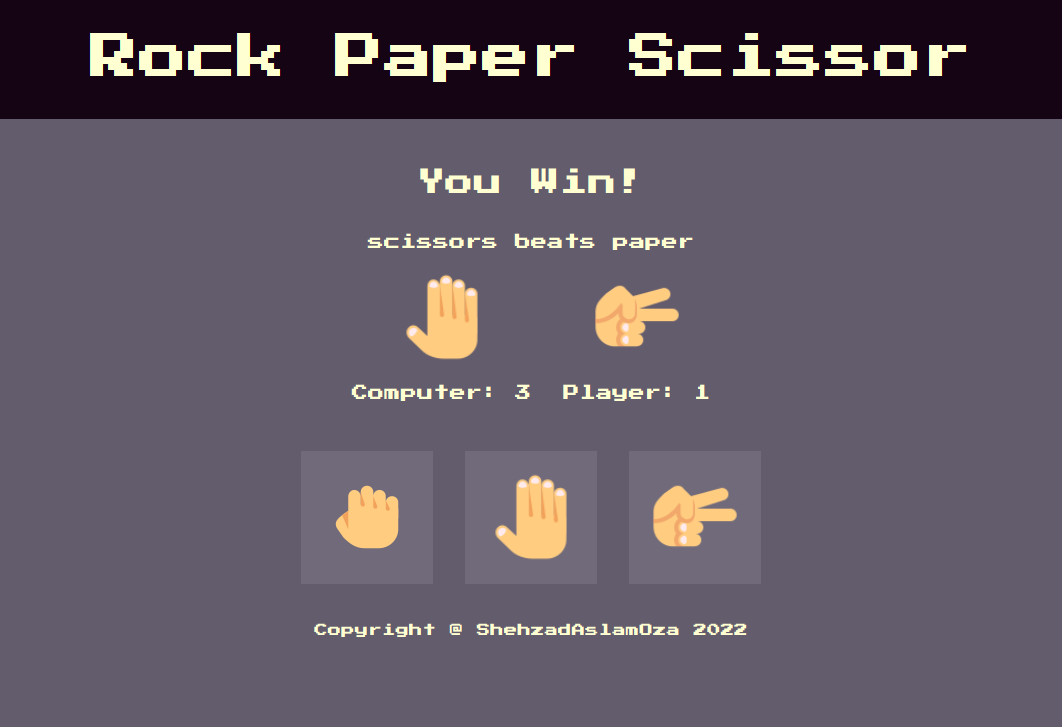 Rock Paper Scissor
You Win!
scissors beats paper
Computer: 3 Player: 1
Copyright @ ShehzadAslamOza 2022